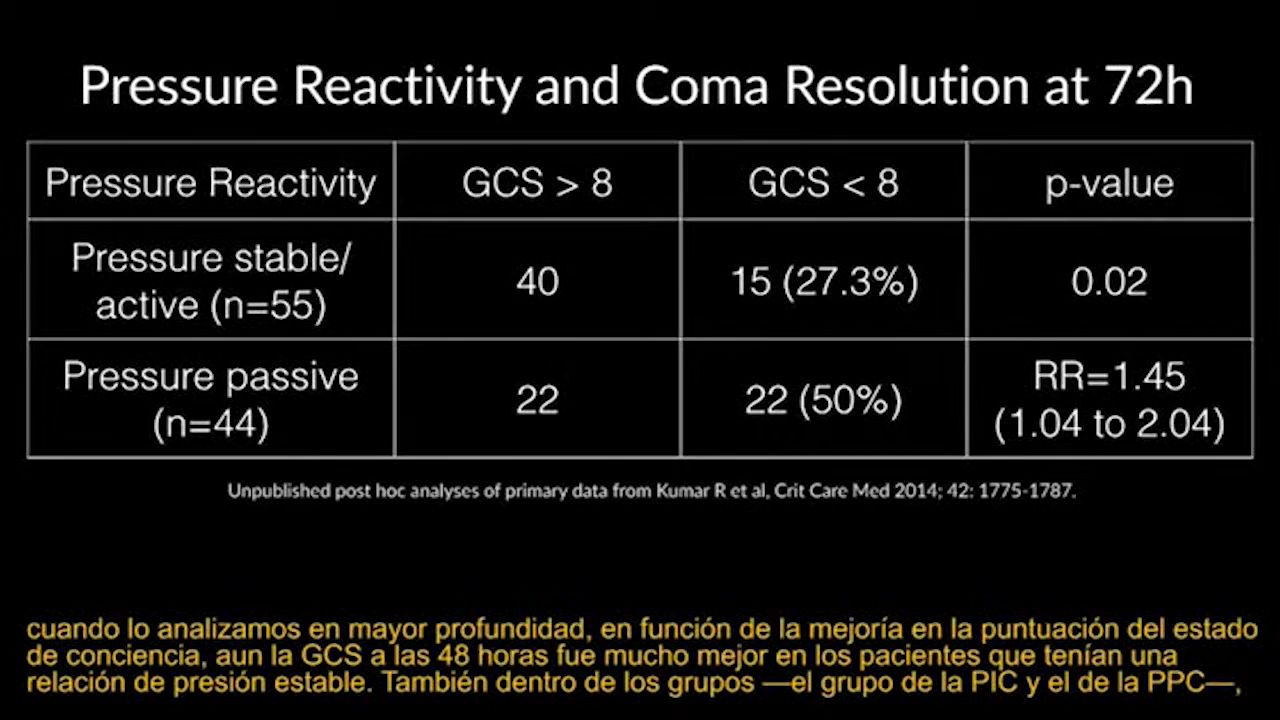 Pressure Reactivity and Coma Resolution at 72h
Pressure Reactivity GCS > 8 GCS < 8 p-value
Pressure stable/
active (n=55) 40 15 (27.3%) 0.02
Pressure passive
(n=44) 22 22 (50%) RR=1.45
(1.04 to 2.04)
Unpublished post hoc analyses of primary data from Kumar R et al, Crit Care Med 2014; 42: 1775-1787.
cuando lo analizamos en mayor profundidad, en función de la mejoría en la puntuación del estado
de conciencia, aun la GCS a las 48 horas fue mucho mejor en los pacientes que tenían una
relación de presión estable. También dentro de los grupos —el grupo de la PIC y el de la PPC—,